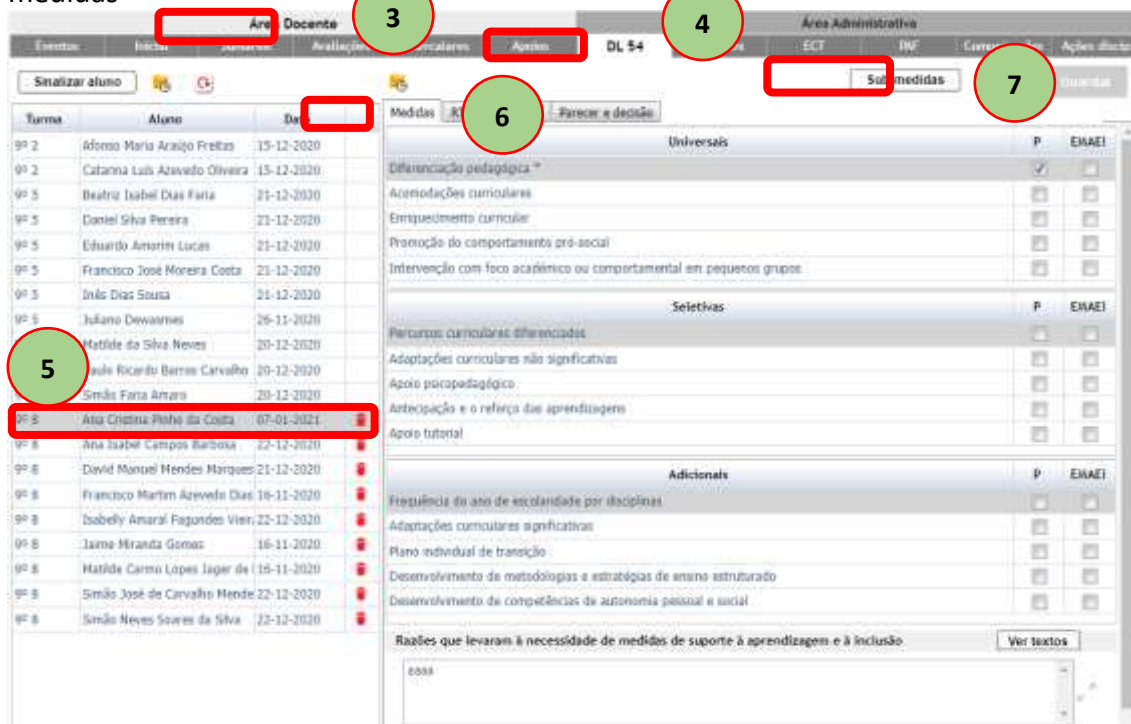 medidas
Área Docente
3
4
Área Administrativa
Eventos
Iniciar
Apoios
DL 54
ECT
Sinalizar aluno
Submedidas
7
Guardar
Turma Aluno Data
Medidas
6
Parecer e decisão
Universais P EMAEI
9º 2 Afonso Maria Araújo Freitas 15-12-2020
Diferenciação pedagógica *
9º 2 Catarina Luís Azevedo Oliveira 15-12-2020
Acomodações curriculares
9º 5 Beatriz Isabel Dias Faria 21-12-2020
Enriquecimento curricular
9º 5 Daniel Silva Pereira 21-12-2020
Promoção do comportamento pró-social
9º 5 Eduardo Amorim Lucas 21-12-2020
Intervenção com foco académico ou comportamental em pequenos grupos
9º 5 Francisco José Moreira Costa 21-12-2020
9º 5 Inês Dias Sousa 21-12-2020
Seletivas P EMAEI
9º 5 Juliano 26-11-2020
Percursos curriculares diferenciados
Matilde da Silva Neves 20-12-2020
Adaptações curriculares não significativas
5
Paulo Ricardo Barros Carvalho 20-12-2020
Apoio psicopedagógico
Simão Faria Amaro 20-12-2020
Antecipação e o reforço das aprendizagens
9º 8 Ana Cristina Pinho da Costa 07-01-2021
Apoio tutorial
9º 8 Ana Isabel Campos Barbosa 22-12-2020
9º 8 David Manuel Mendes Marques 21-12-2020
Adicionais P EMAEI
9º 8 Francisco Martim Azevedo Dias 16-11-2020
Frequência do ano de escolaridade por disciplinas
9º 8 Isabelly Amaral Fagundes Vieir 22-12-2020
Adaptações curriculares significativas
9º 8 Jaime Miranda Gomes 16-11-2020
Plano individual de transição
9º 8 Matilde Carmo Lopes Jager de 16-11-2020
Desenvolvimento de metodologias e estratégias de ensino estruturado
9º 8 Simão José de Carvalho Mende 22-12-2020
Desenvolvimento de competências de autonomia pessoal e social
9º 8 Simão Neves Soares da Silva 22-12-2020
Razões que levaram à necessidade de medidas de suporte à aprendizagem e à inclusão
Ver textos